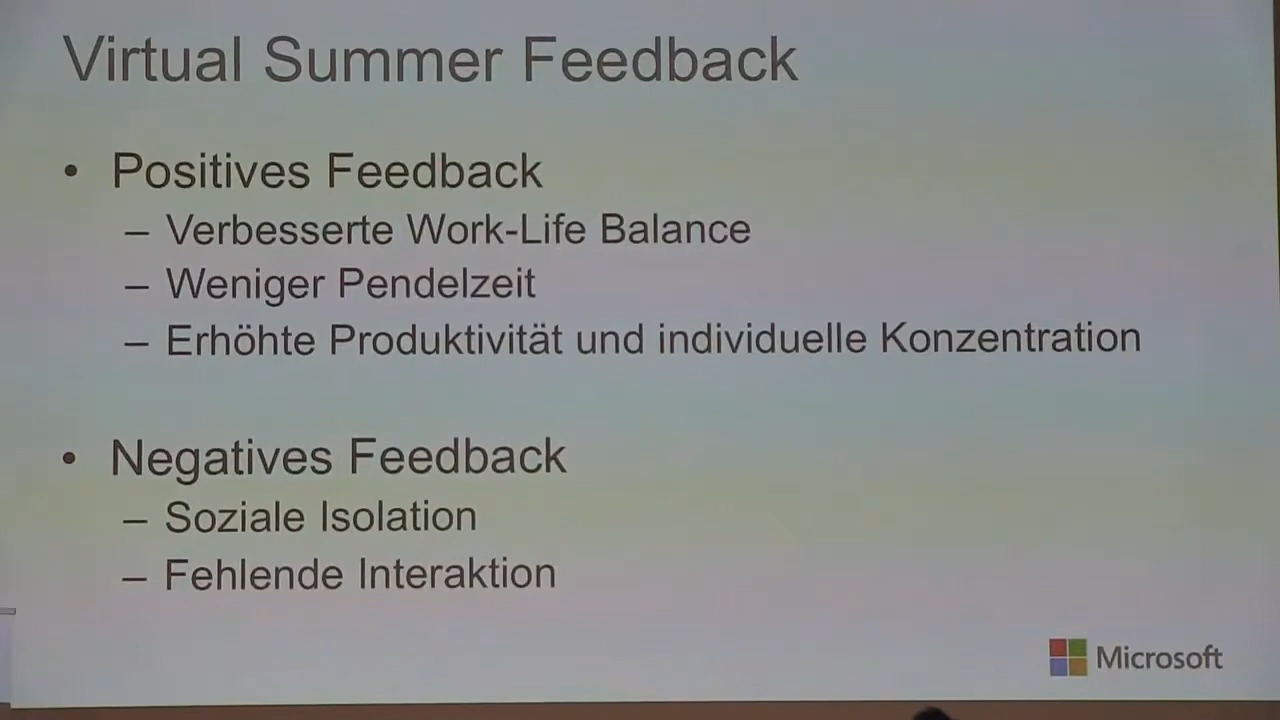 Virtual Summer Feedback
• Positives Feedback
– Verbesserte Work-Life Balance
– Weniger Pendelzeit
– Erhöhte Produktivität und individuelle Konzentration
• Negatives Feedback
– Soziale Isolation
– Fehlende Interaktion
Microsoft